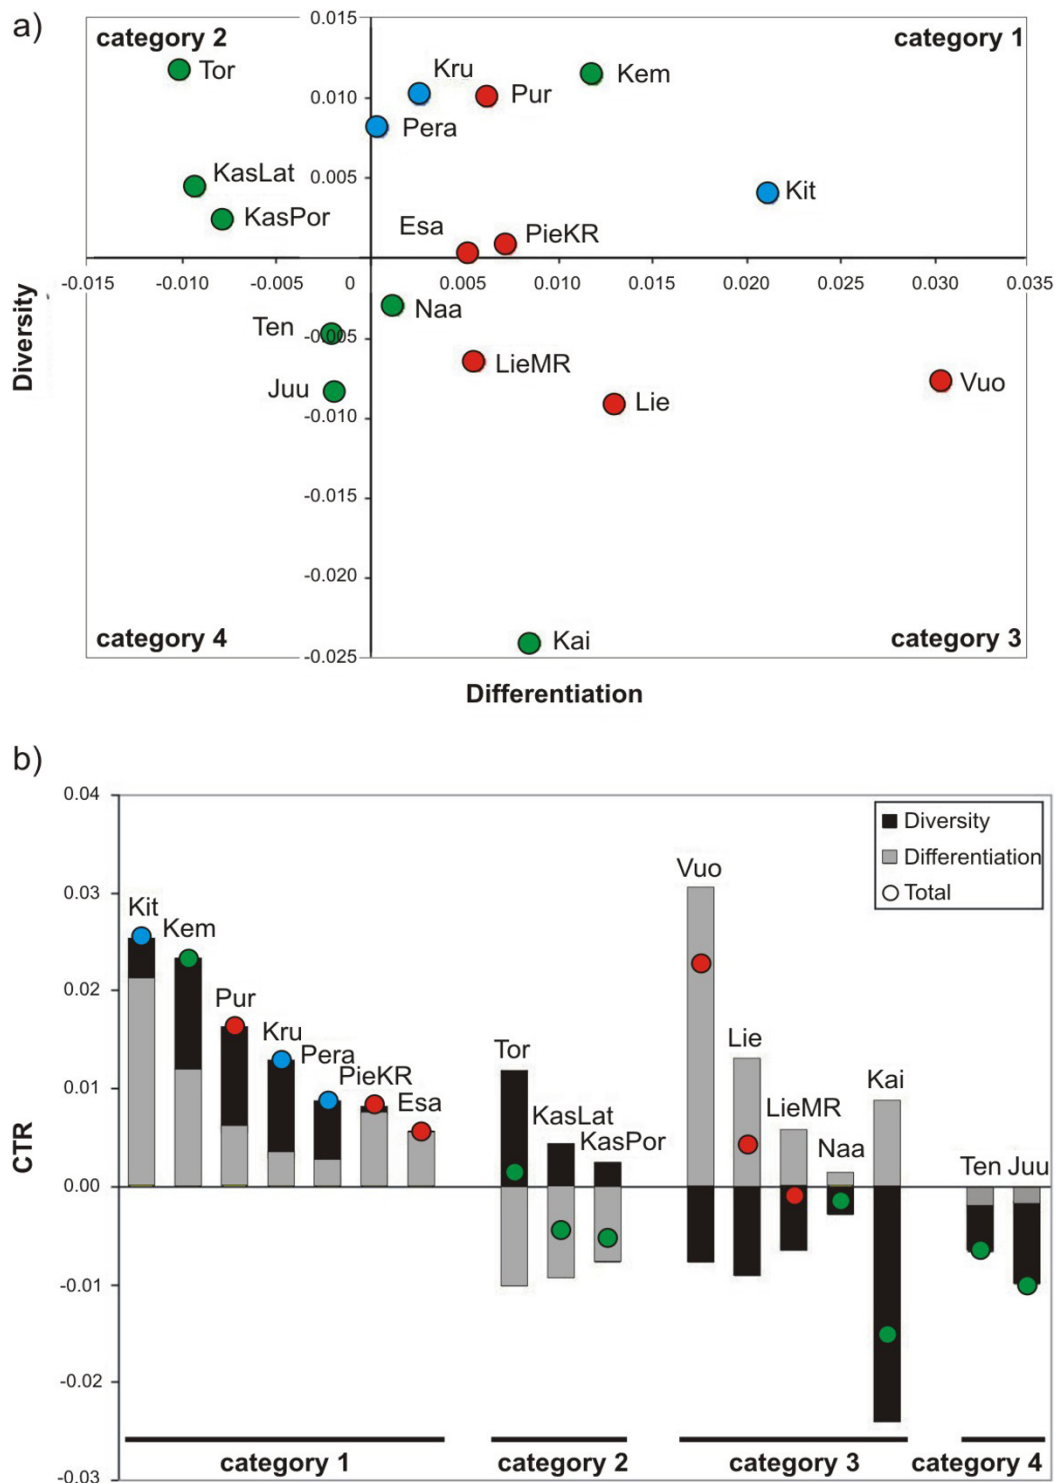 a)
0.015
category 2
category 1
Tor
Kru
Kem
Pur
0.010
Pera
KasLat
0.005
Kit
KasPor
Esa
PieKR
-0.015
-0.010
-0.005
0
0.005
0.010
0.015
0.020
0.025
0.030
0.035
Naa
Ten
-0.005
LieMR
Juu
Lie
Vuo
-0.010
-0.015
-0.020
category 4
category 3
Kai
-0.025
Diversity
Differentiation
b)
0.04
Diversity
Differentiation
Total
Vuo
0.03
Kit
Kem
0.02
Pur
Kru
Pera
Tor
Lie
PieKR
0.01
Esa
KasLat
LieMR
Kai
KasPor
Naa
Ten Juu
0.00
CTR
-0.01
-0.02
category 1
category 2
category 3
category 4
-0.03